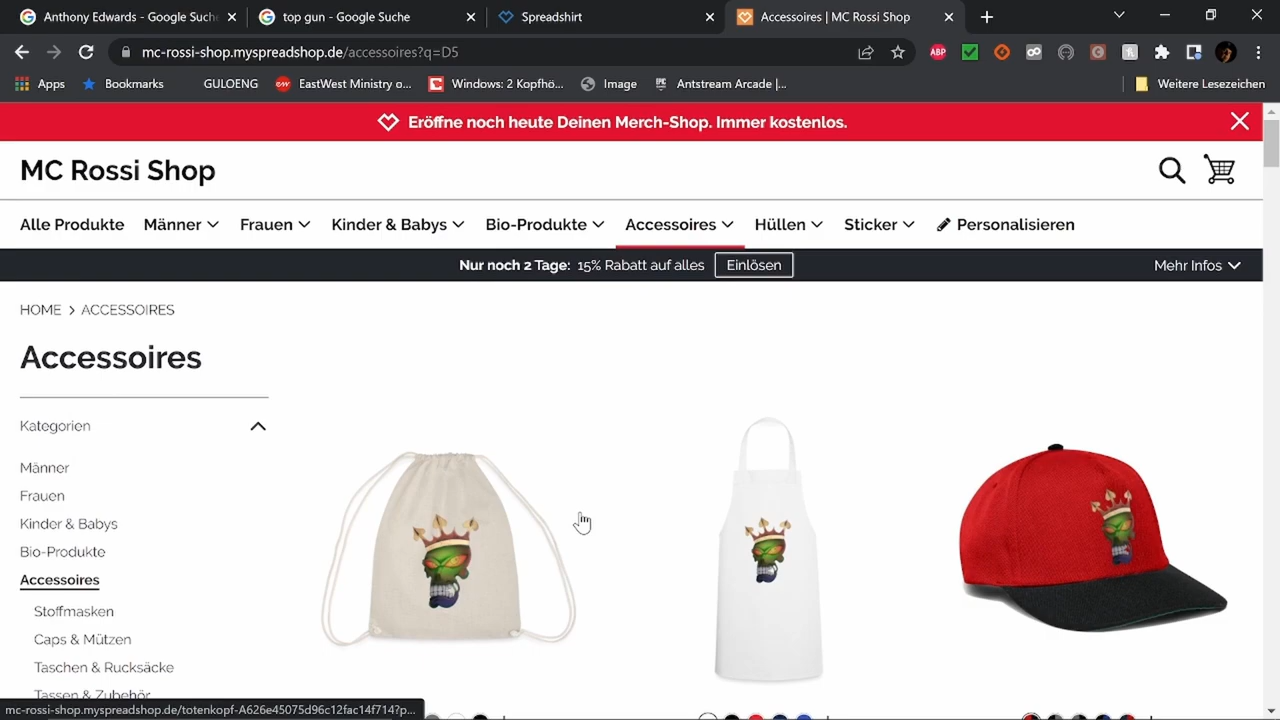 Anthony Edwards - Google Suche
top gun - Google Suche
Spreadshirt
Accessoires | MC Rossi Shop
mc-rossi-shop.myspreadshop.de/accessoires?q=D5
ABP
Apps
Bookmarks
GULOENG
EastWest Ministry o...
Windows: 2 Kopfhö...
Image
Antstream Arcade |...
Weitere Lesezeichen
Eröffne noch heute Deinen Merch-Shop. Immer kostenlos.
MC Rossi Shop
Alle Produkte
Männer
Frauen
Kinder & Babys
Bio-Produkte
Accessoires
Hüllen
Sticker
Personalisieren
Nur noch 2 Tage: 15% Rabatt auf alles
Einlösen
Mehr Infos
HOME > ACCESSOIRES
Accessoires
Kategorien
Männer
Frauen
Kinder & Babys
Bio-Produkte
Accessoires
Stoffmasken
Caps & Mützen
Taschen & Rucksäcke
Tassen & Zubehör
mc-rossi-shop.myspreadshop.de/totenkopf-A626e45075d96c12fac14f714?p...